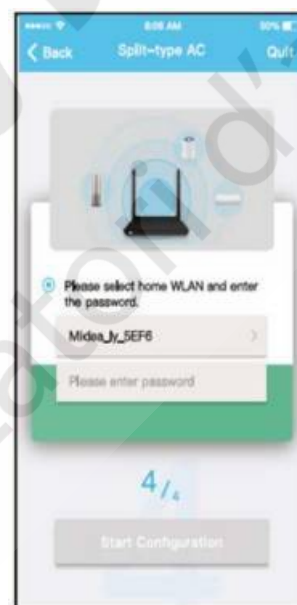 8:08 AM
90%
Back
Split-type AC
Quit
Please select home WLAN and enter
the password.
Midea_ly_5EF6
Please enter password
4/4
Start Configuration